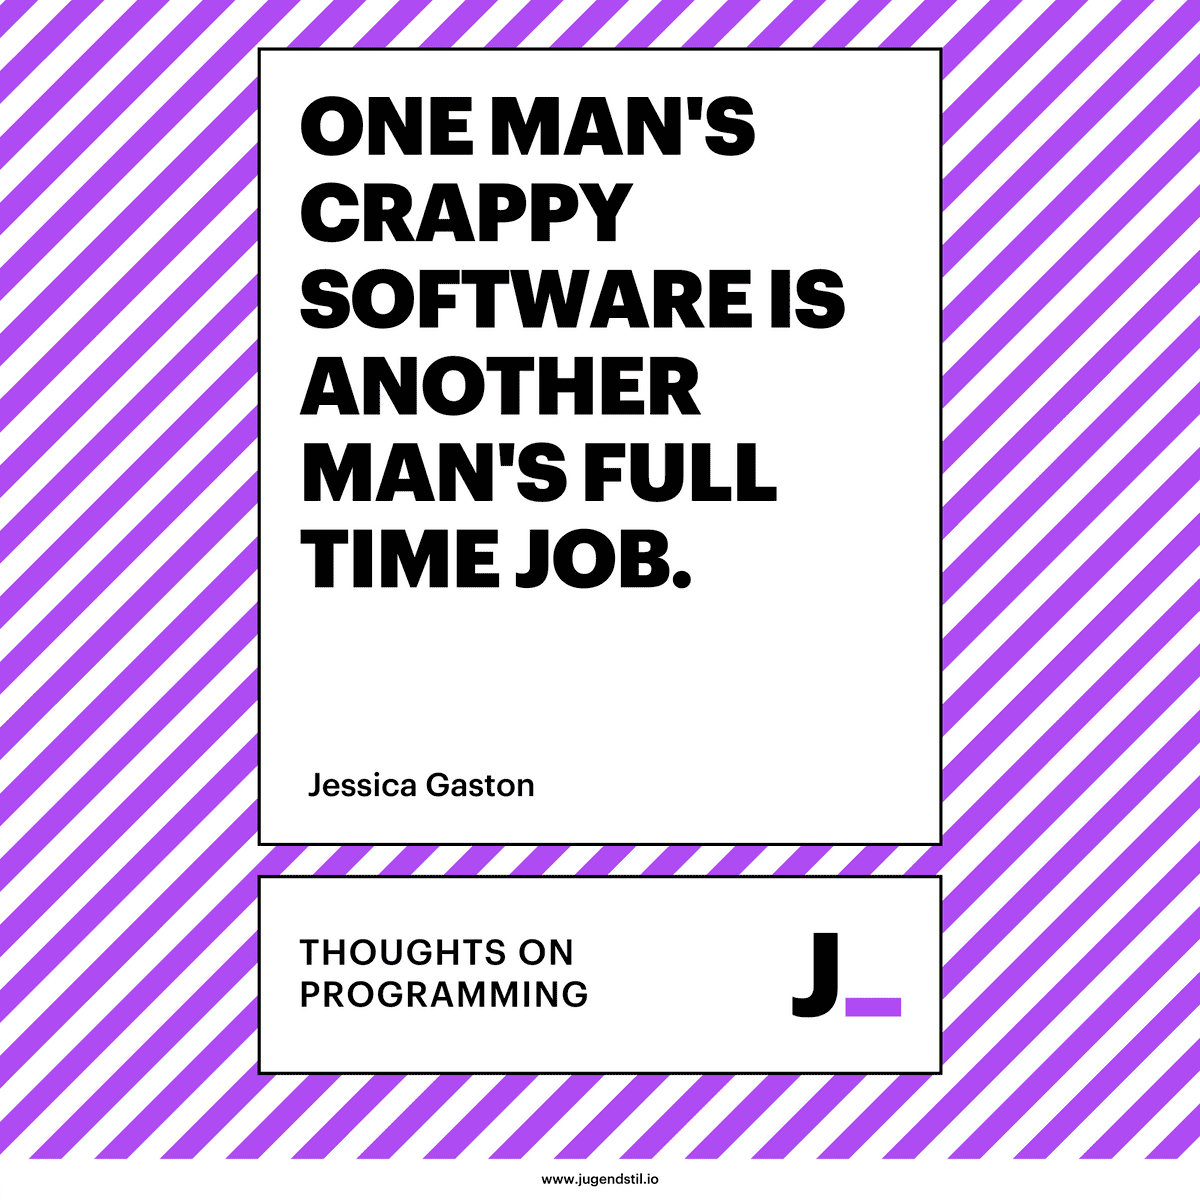 ONE MAN'S
CRAPPY
SOFTWARE IS
ANOTHER
MAN'S FULL
TIME JOB.
Jessica Gaston
THOUGHTS ON
PROGRAMMING
J_
www.jugendstil.io